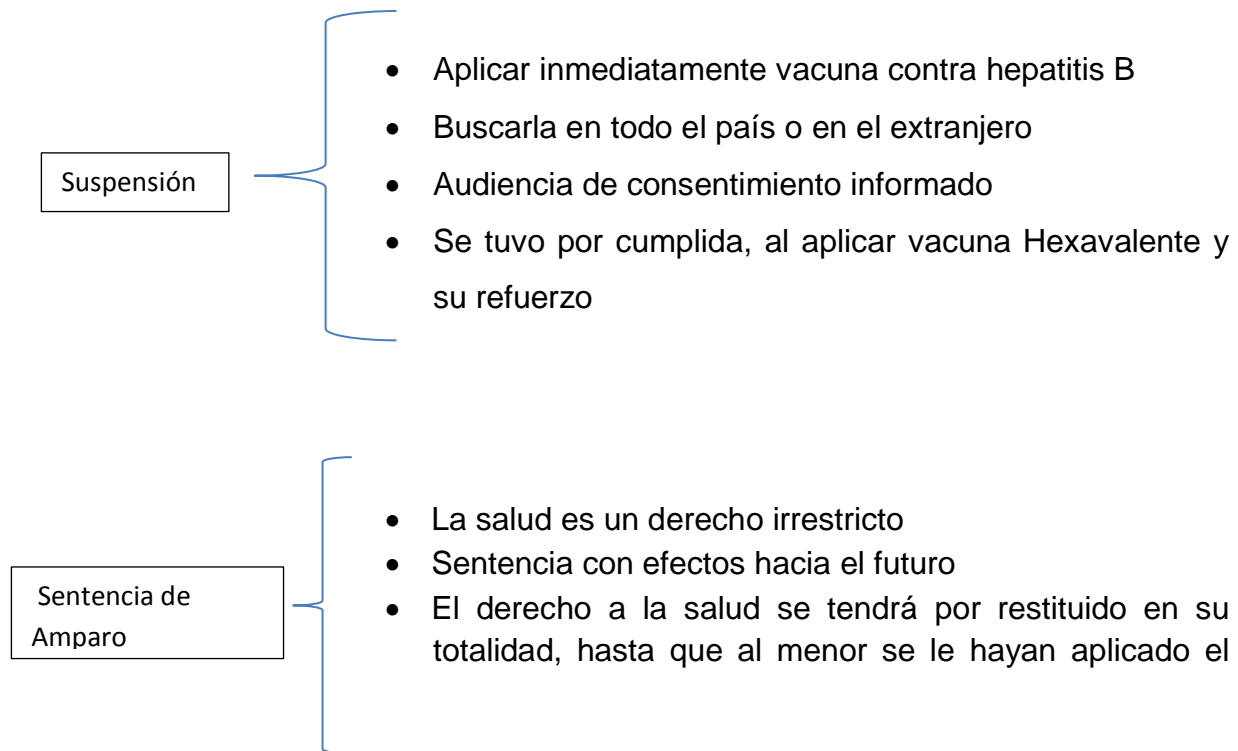 Suspensión
• Aplicar inmediatamente vacuna contra hepatitis B
• Buscarla en todo el país o en el extranjero
• Audiencia de consentimiento informado
• Se tuvo por cumplida, al aplicar vacuna Hexavalente y
su refuerzo
Sentencia de
Amparo
• La salud es un derecho irrestricto
• Sentencia con efectos hacia el futuro
• El derecho a la salud se tendrá por restituido en su
totalidad, hasta que al menor se le hayan aplicado el